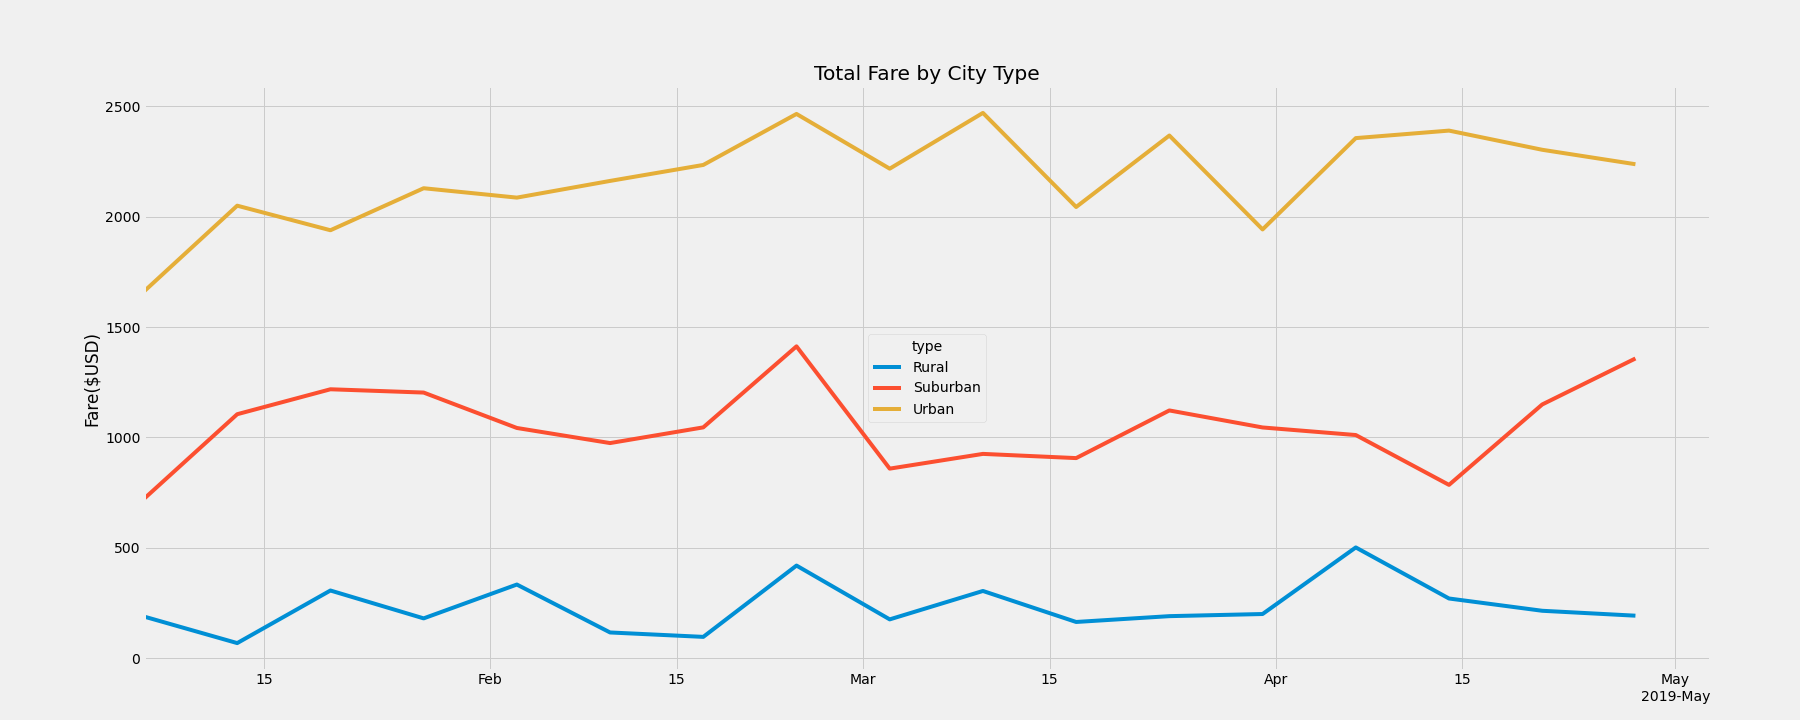 Total Fare by City Type
Fare($USD)
2500
2000
1500
1000
500
0
type
Rural
Suburban
Urban
15 Feb 15 Mar 15 Apr 15 May
2019-May